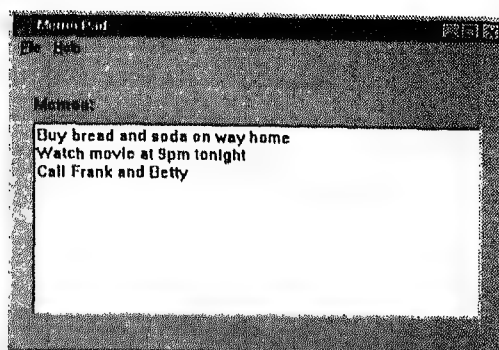 Memo Pad
File Help
Memos:
Buy bread and soda on way home
Watch movie at 9pm tonight
Call Frank and Betty